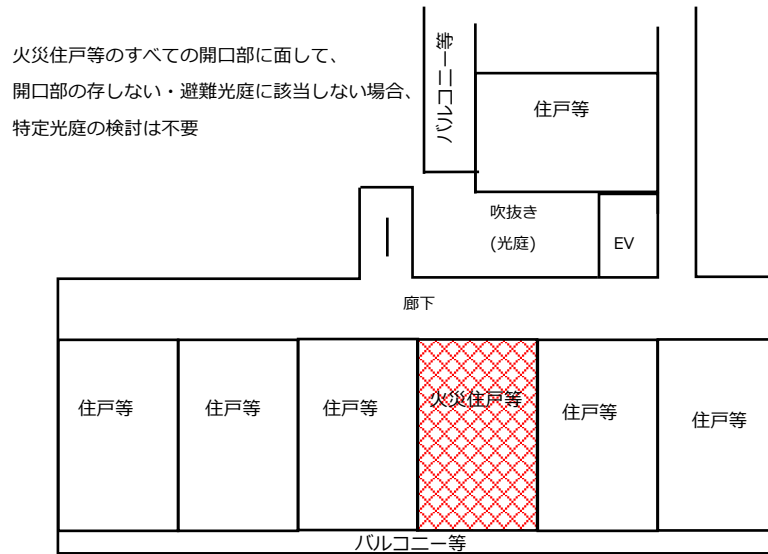 火災住戸等のすべての開口部に面して、
開口部の存しない・避難光庭に該当しない場合、
特定光庭の検討は不要
バルコニー等
住戸等
吹抜き
(光庭)
EV
廊下
住戸等
住戸等
住戸等
火災住戸等
住戸等
住戸等
バルコニー等